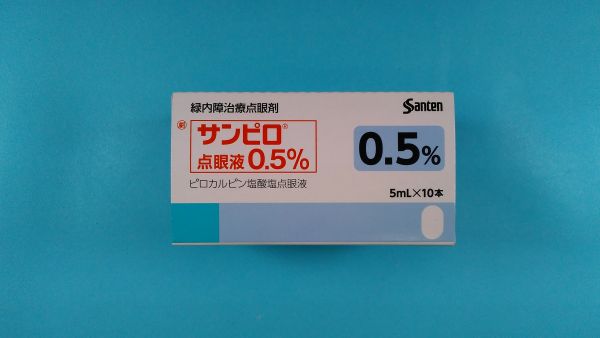 緑内障治療点眼剤
Santen
劇
サンピロ®
点眼液0.5%
0.5%
ピロカルピン塩酸塩点眼液
5mL×10本